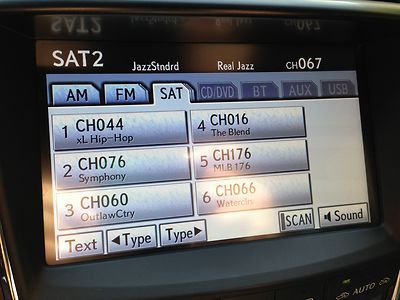 SAT2 JazzStndrd Real Jazz CH067
AM FM SAT CD/DVD BT AUX USB
1 CH044 4 CH016
xL Hip-Hop The Blend
2 CH076 5 CH176
Symphony MLB 176
3 CH060 6 CH066
OutlawCtry Watercln
Text ◄Type Type► SCAN Sound
AUTO